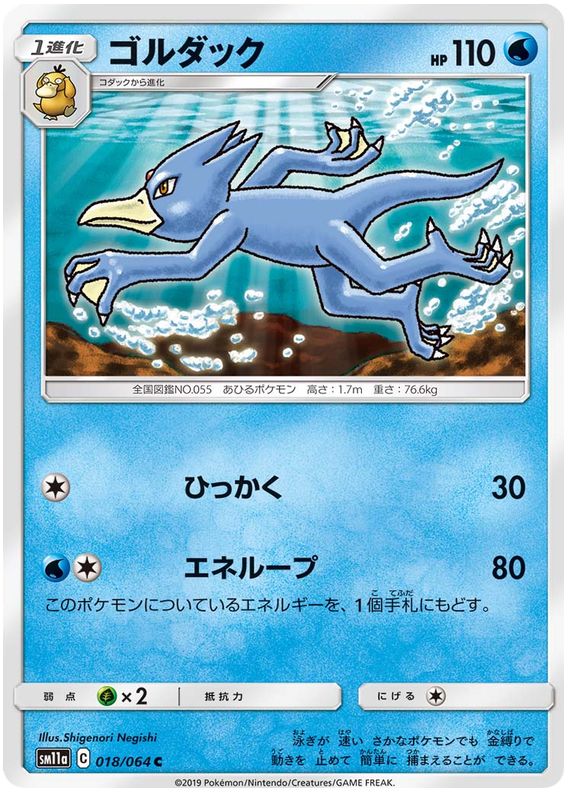 1進化
ゴルダック
HP 110
コダックから進化
全国図鑑NO.055 あひるポケモン 高さ：1.7m 重さ：76.6kg
ひっかく 30
エネループ 80
このポケモンについているエネルギーを、1個手札にもどす。
弱点 ×2 抵抗力 にげる
Illus.Shigenori Negishi
泳ぎが速い さかなポケモンでも 金縛りで
動きを 止めて 簡単に 捕まえることが できる。
sm11a C 018/064 C
©2019 Pokémon/Nintendo/Creatures/GAME FREAK.